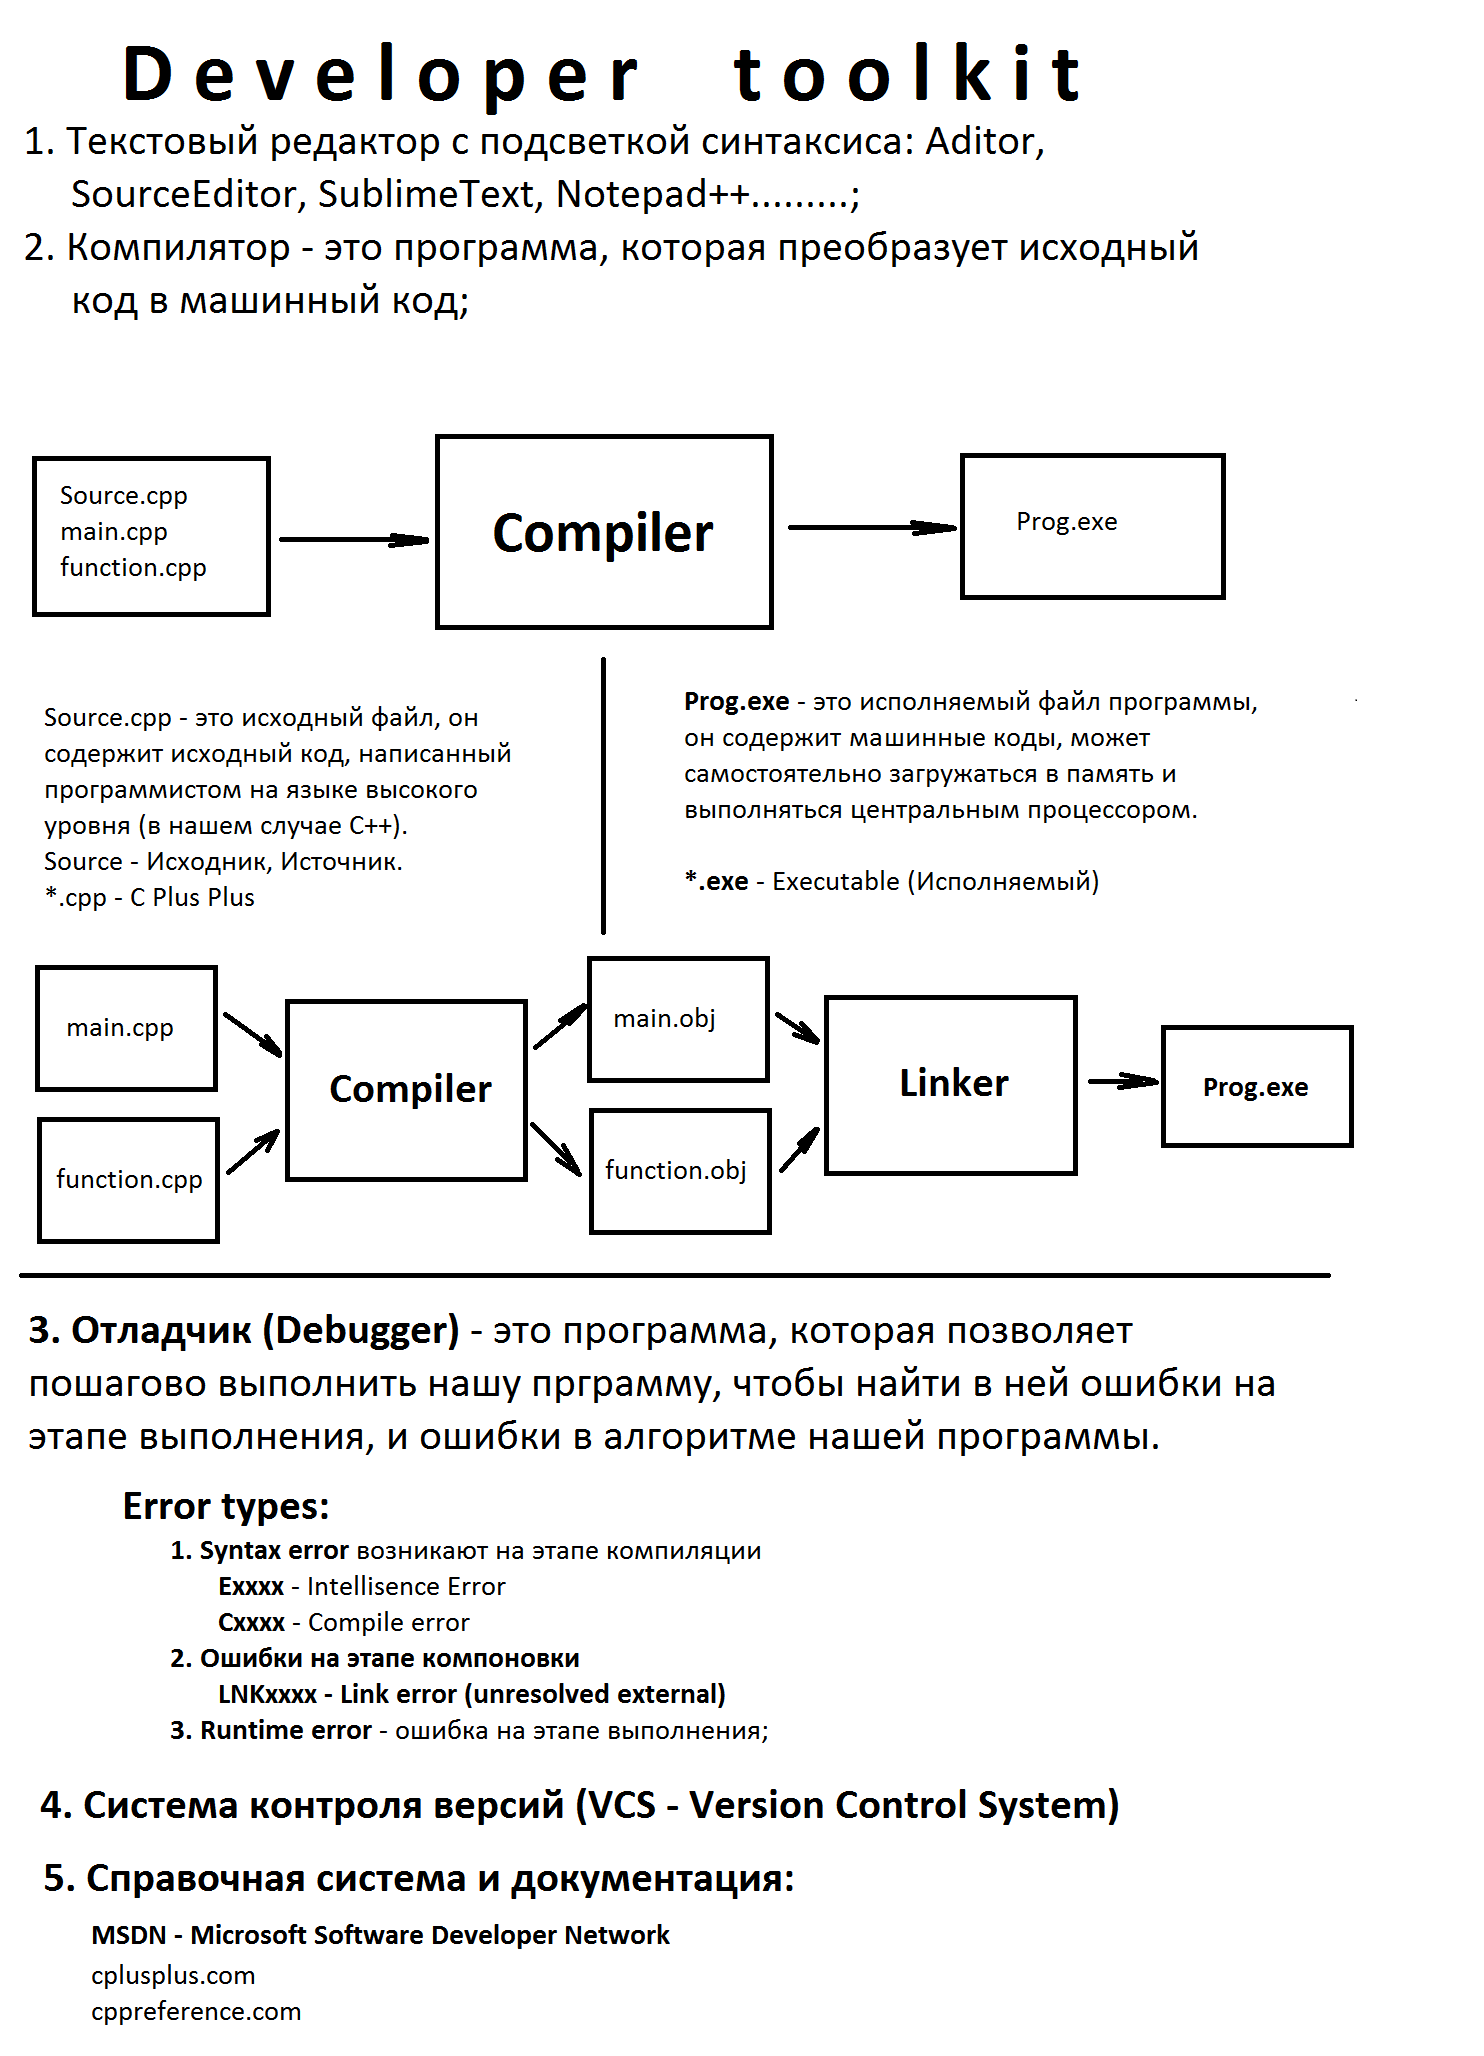 Developer toolkit
1. Текстовый редактор с подсветкой синтаксиса: Aditor,
SourceEditor, SublimeText, Notepad++.........;
2. Компилятор - это программа, которая преобразует исходный
код в машинный код;
Source.cpp
main.cpp
function.cpp
Compiler
Prog.exe
Source.cpp - это исходный файл, он
содержит исходный код, написанный
программистом на языке высокого
уровня (в нашем случае C++).
Source - Исходник, Источник.
*.cpp - C Plus Plus
Prog.exe - это исполняемый файл программы,
он содержит машинные коды, может
самостоятельно загружаться в память и
выполняться центральным процессором.
*.exe - Executable (Исполняемый)
main.cpp
function.cpp
Compiler
main.obj
function.obj
Linker
Prog.exe
3. Отладчик (Debugger) - это программа, которая позволяет
пошагово выполнить нашу прграмму, чтобы найти в ней ошибки на
этапе выполнения, и ошибки в алгоритме нашей программы.
Error types:
1. Syntax error возникают на этапе компиляции
Exxxx - Intellisence Error
Cxxxx - Compile error
2. Ошибки на этапе компоновки
LNKxxxx - Link error (unresolved external)
3. Runtime error - ошибка на этапе выполнения;
4. Система контроля версий (VCS - Version Control System)
5. Справочная система и документация:
MSDN - Microsoft Software Developer Network
cplusplus.com
cppreference.com